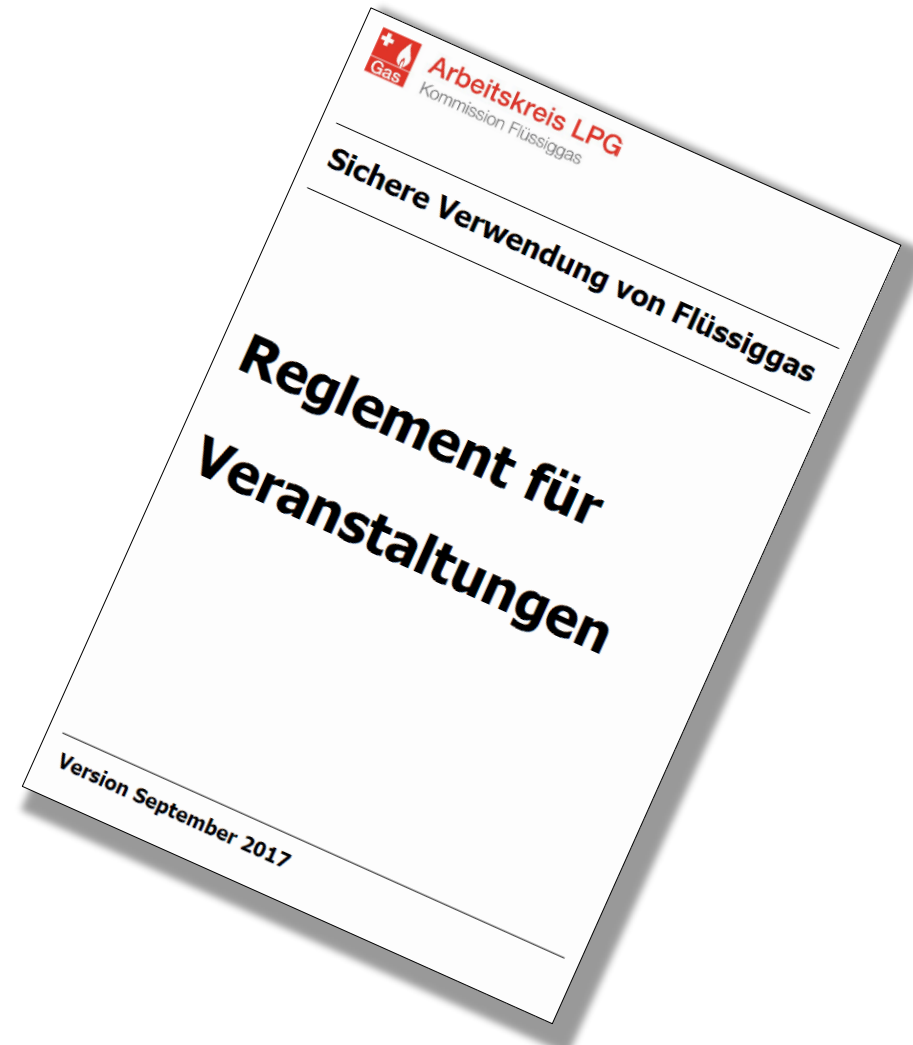 Gas
Arbeitskreis LPG
Kommission Flüssiggas
Sichere Verwendung von Flüssiggas
Reglement für
Veranstaltungen
Version September 2017